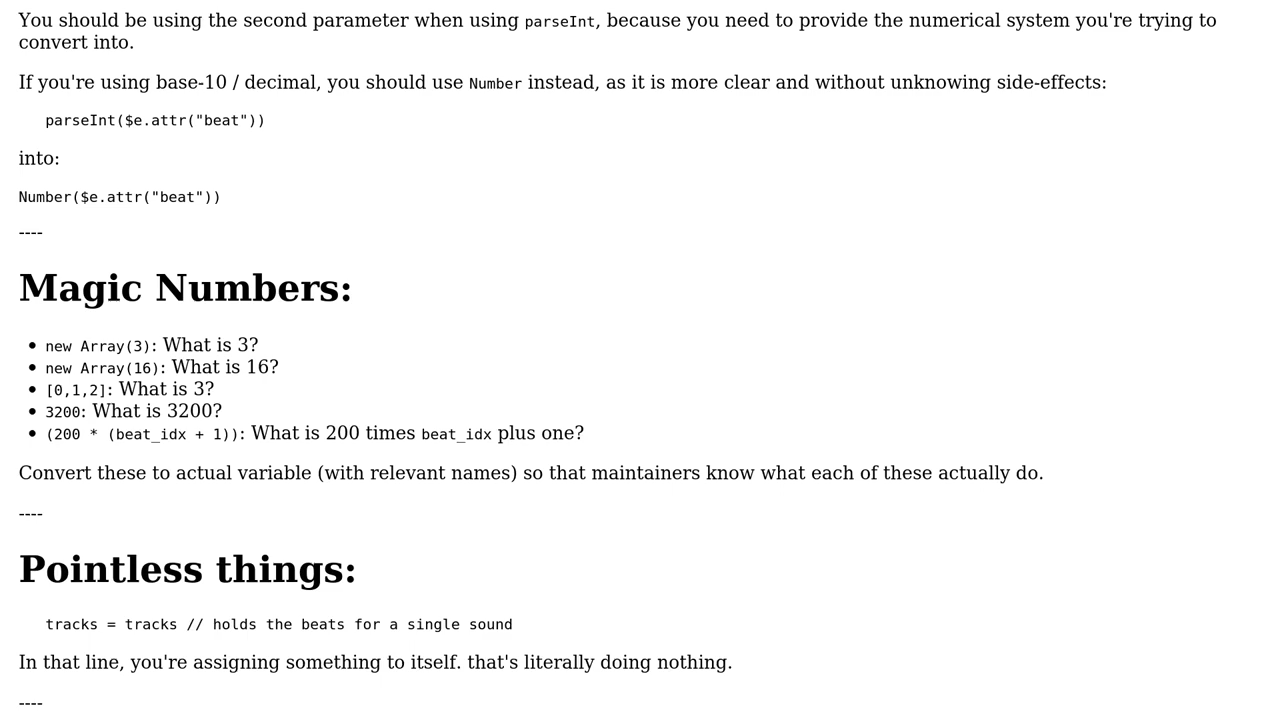 You should be using the second parameter when using parseInt, because you need to provide the numerical system you're trying to
convert into.
If you're using base-10 / decimal, you should use Number instead, as it is more clear and without unknowing side-effects:
parseInt($e.attr("beat"))
into:
Number($e.attr("beat"))
----
Magic Numbers:
• new Array(3): What is 3?
• new Array(16): What is 16?
• [0,1,2]: What is 3?
• 3200: What is 3200?
• (200 * (beat_idx + 1)): What is 200 times beat_idx plus one?
Convert these to actual variable (with relevant names) so that maintainers know what each of these actually do.
----
Pointless things:
tracks = tracks // holds the beats for a single sound
In that line, you're assigning something to itself. that's literally doing nothing.
----